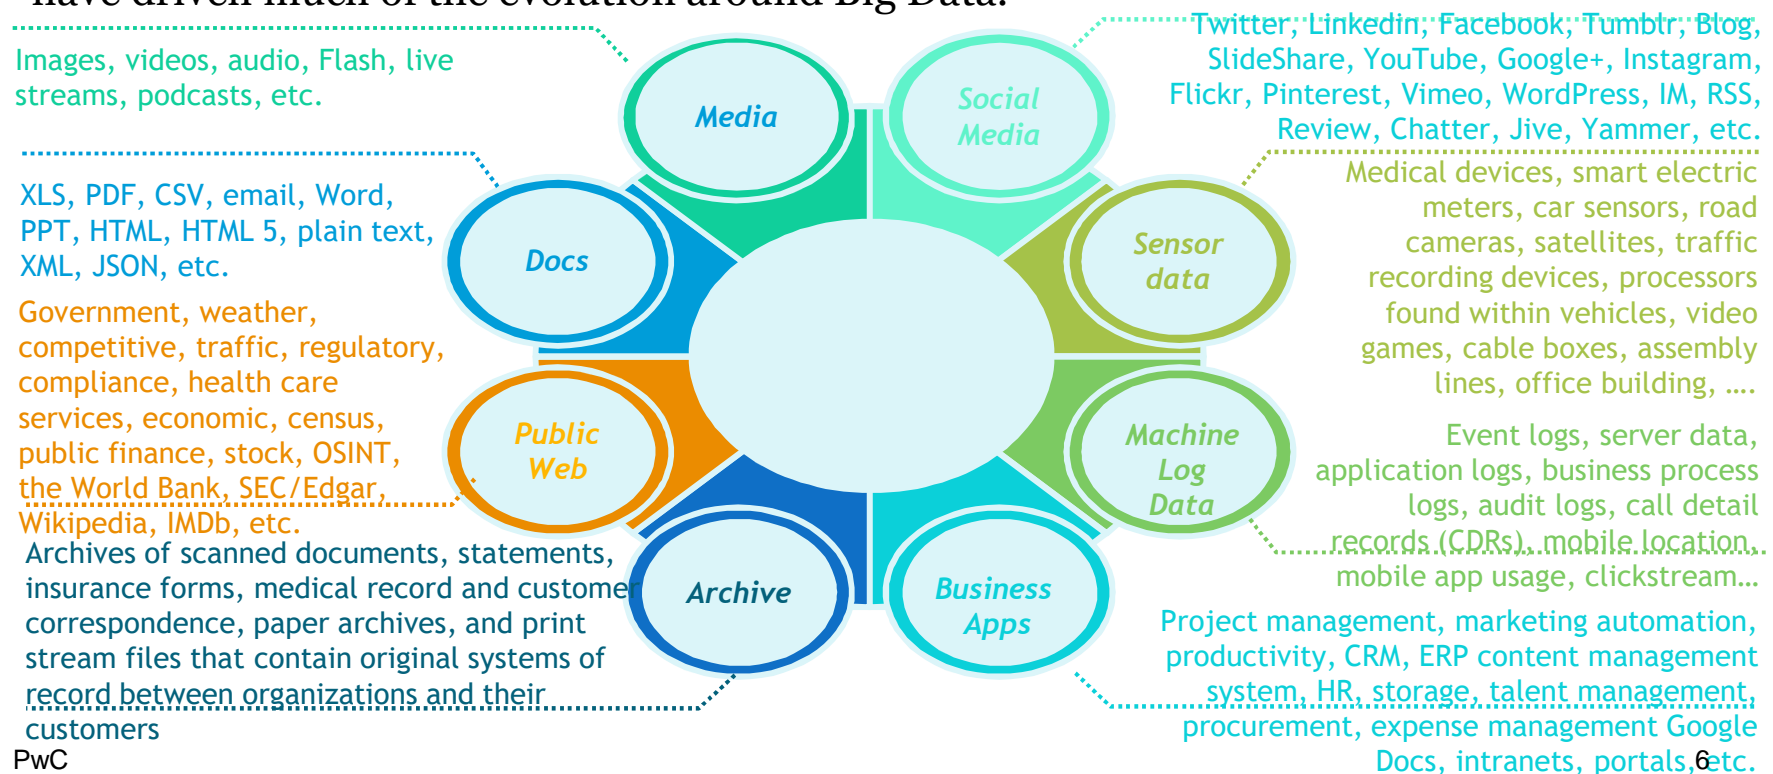 have driven much of the evolution around Big Data.
Images, videos, audio, Flash, live
streams, podcasts, etc.
Media
Social
Media
Twitter, Linkedin, Facebook, Tumblr, Blog,
SlideShare, YouTube, Google+, Instagram,
Flickr, Pinterest, Vimeo, WordPress, IM, RSS,
Review, Chatter, Jive, Yammer, etc.
XLS, PDF, CSV, email, Word,
PPT, HTML, HTML 5, plain text,
XML, JSON, etc.
Docs
Sensor
data
Medical devices, smart electric
meters, car sensors, road
cameras, satellites, traffic
recording devices, processors
found within vehicles, video
games, cable boxes, assembly
lines, office building, ....
Government, weather,
competitive, traffic, regulatory,
compliance, health care
services, economic, census,
public finance, stock, OSINT,
the World Bank, SEC/Edgar,
Wikipedia, IMDb, etc.
Public
Web
Machine
Log
Data
Event logs, server data,
application logs, business process
logs, audit logs, call detail
records (CDRs), mobile location,
mobile app usage, clickstream…
Archives of scanned documents, statements,
insurance forms, medical record and customer
correspondence, paper archives, and print
stream files that contain original systems of
record between organizations and their
customers
Archive
Business
Apps
Project management, marketing automation,
productivity, CRM, ERP content management
system, HR, storage, talent management,
procurement, expense management Google
Docs, intranets, portals, etc.
PwC
6